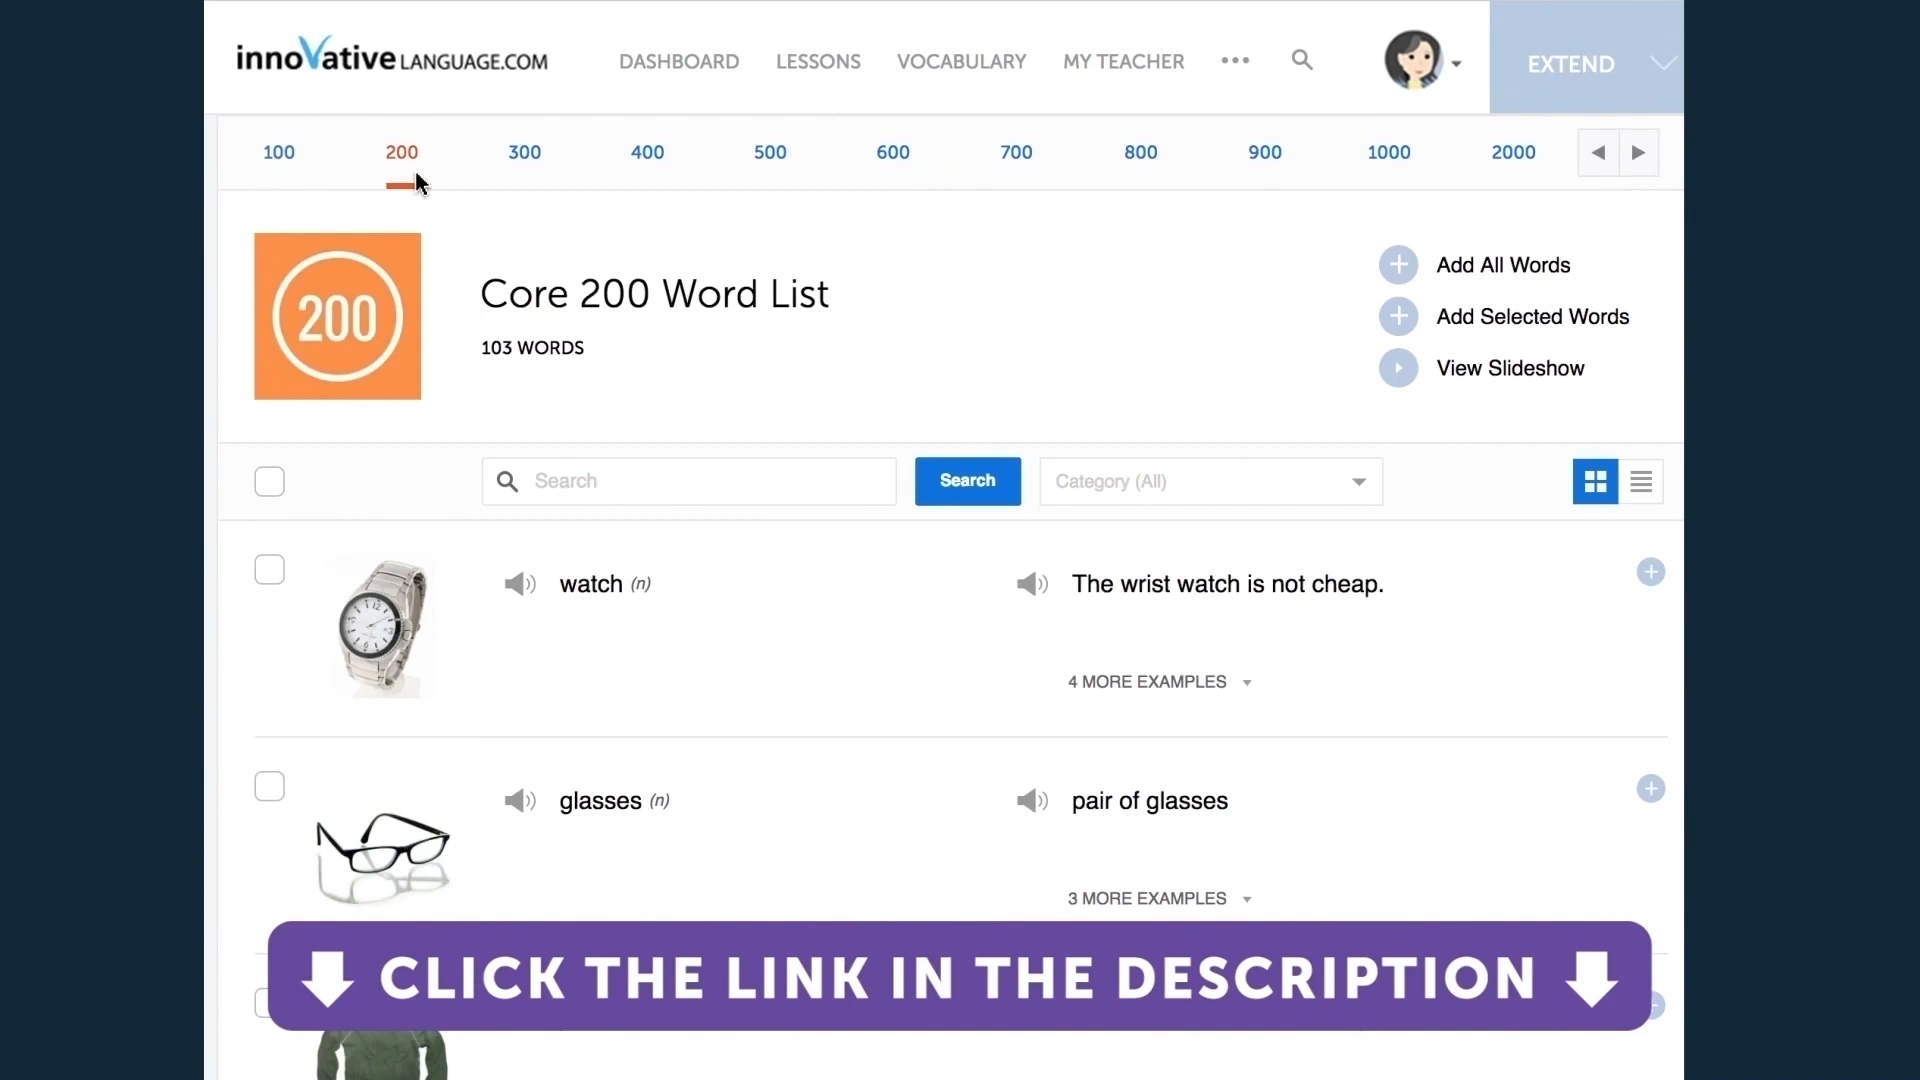 innoVative LANGUAGE.COM
DASHBOARD LESSONS VOCABULARY MY TEACHER ••• EXTEND
100 200 300 400 500 600 700 800 900 1000 2000
200
Core 200 Word List
103 WORDS
Add All Words
Add Selected Words
View Slideshow
Search Search Category (All)
watch (n) The wrist watch is not cheap.
4 MORE EXAMPLES
glasses (n) pair of glasses
3 MORE EXAMPLES
CLICK THE LINK IN THE DESCRIPTION